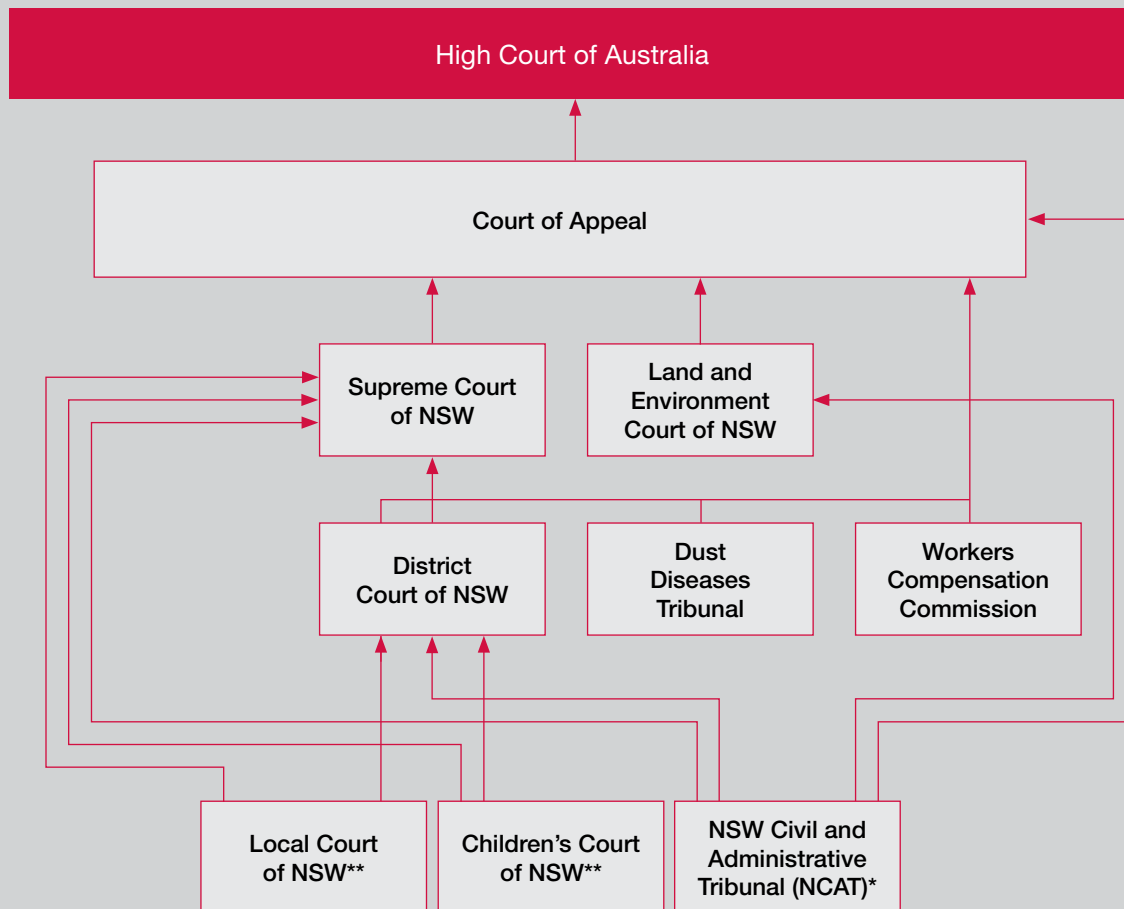 High Court of Australia
Court of Appeal
Supreme Court
of NSW
Land and
Environment
Court of NSW
District
Court of NSW
Dust
Diseases
Tribunal
Workers
Compensation
Commission
Local Court
of NSW**
Children’s Court
of NSW**
NSW Civil and
Administrative
Tribunal (NCAT)*